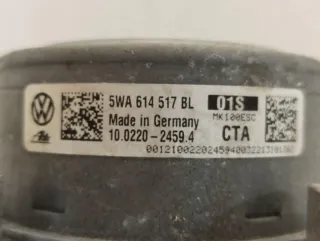 5WA 614 517 BL 01S
Made in Germany MK100ESC
10.0220-2459.4 CTA